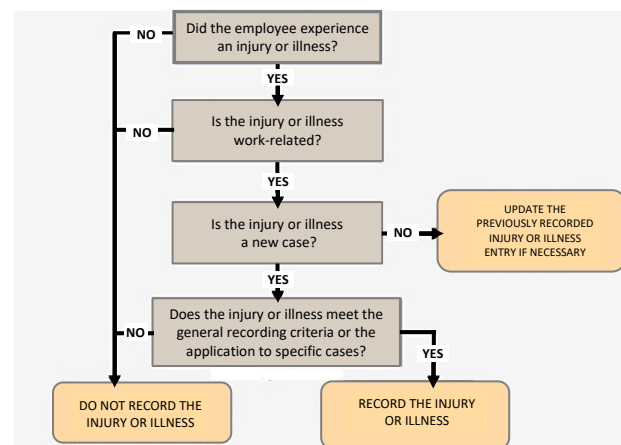 Did the employee experience
an injury or illness?
NO
YES
Is the injury or illness
work-related?
NO
YES
Is the injury or illness
a new case?
NO
UPDATE THE
PREVIOUSLY RECORDED
INJURY OR ILLNESS
ENTRY IF NECESSARY
YES
Does the injury or illness meet the
general recording criteria or the
application to specific cases?
NO
YES
DO NOT RECORD THE
INJURY OR ILLNESS
RECORD THE INJURY
OR ILLNESS